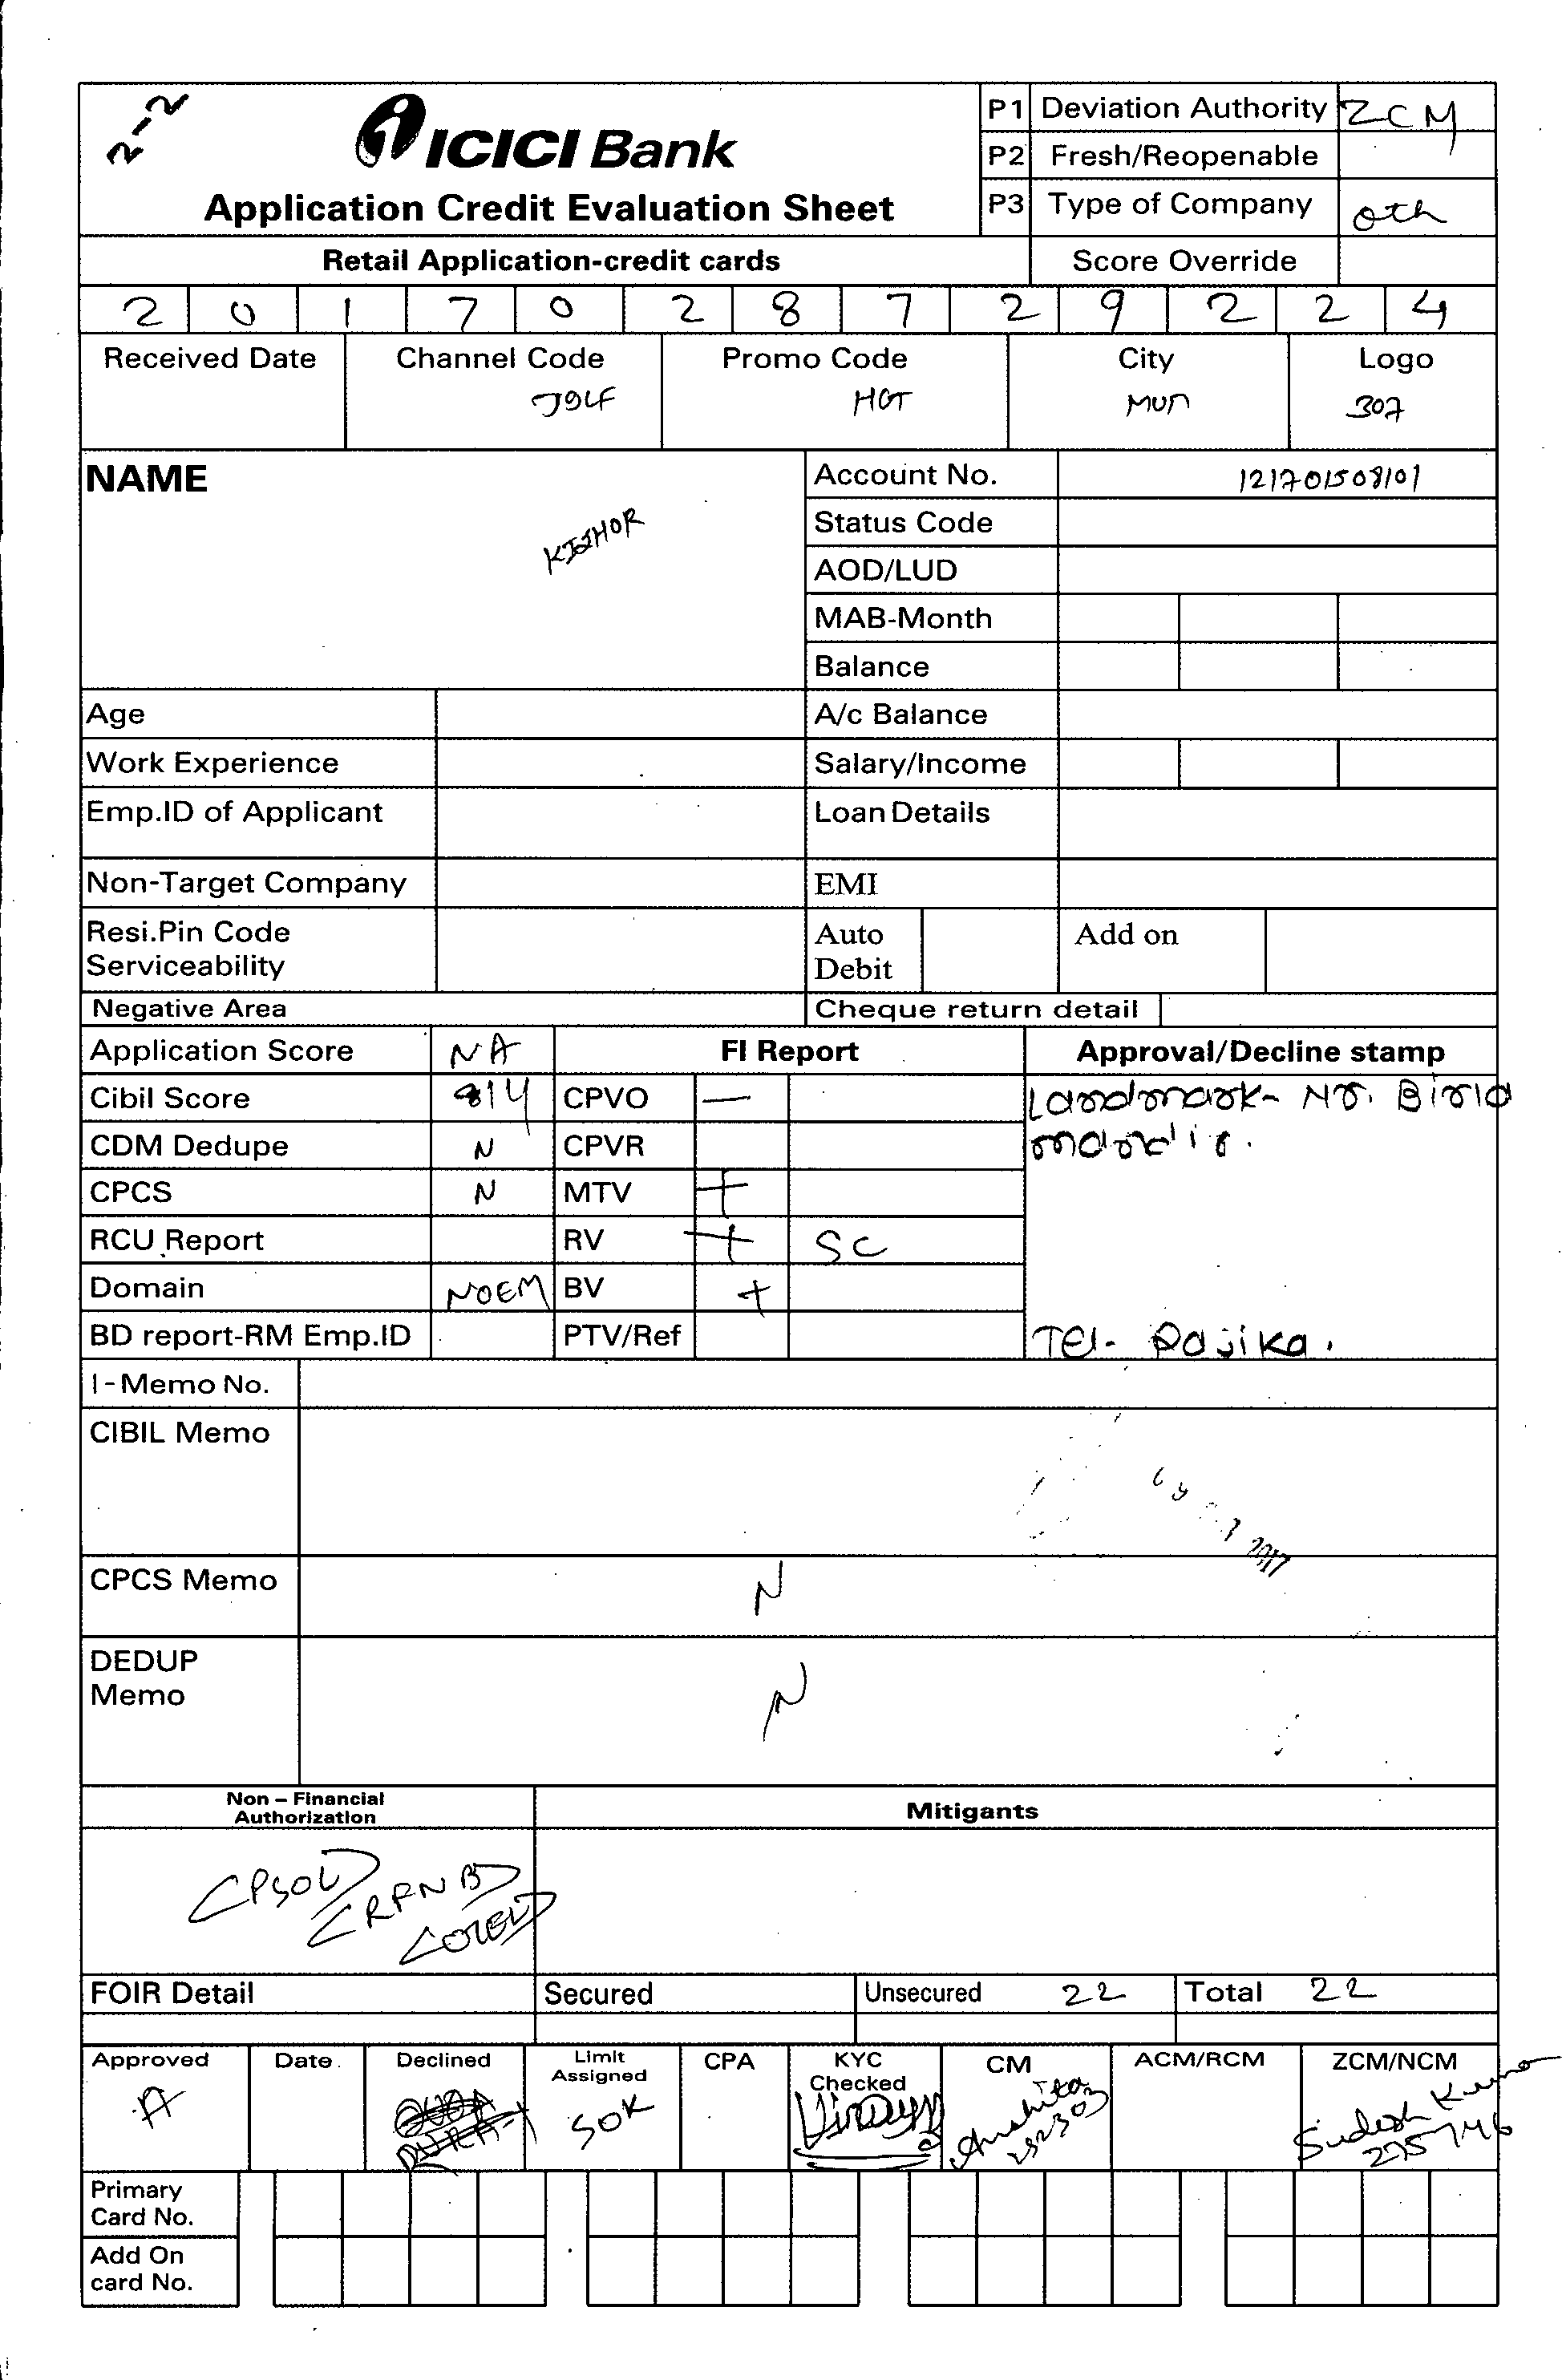 2-2
ICICI Bank
Application Credit Evaluation Sheet
P1 Deviation Authority ZCM
P2 Fresh/Reopenable
P3 Type of Company oth
Retail Application-credit cards Score Override
2 0 1 7 0 2 8 7 2 9 2 2 4
Received Date Channel Code Promo Code City Logo
J9LF HOT MUM 307
NAME KISHOR
Account No. 121701508101
Status Code
AOD/LUD
MAB-Month
Balance
Age A/c Balance
Work Experience Salary/Income
Emp.ID of Applicant Loan Details
Non-Target Company EMI
Resi.Pin Code Serviceability Auto Debit Add on
Negative Area Cheque return detail
Application Score NA FI Report Approval/Decline stamp
Cibil Score 814 CPVO — Landmark- Nr. Birla
CDM Dedupe N CPVR mandir.
CPCS N MTV +
RCU Report RV + SC
Domain NOEM BV +
BD report-RM Emp.ID PTV/Ref Tel- Rajika.
I-Memo No.
CIBIL Memo
2017
CPCS Memo N
DEDUP Memo N
Non – Financial Authorization Mitigants
CPSOL
CRFN B
FOIR Detail Secured Unsecured 22 Total 22
Approved Date Declined Limit Assigned CPA KYC Checked CM ACM/RCM ZCM/NCM
A 50K Anshita Sudesh Kumar
275746
Primary Card No.
Add On card No.